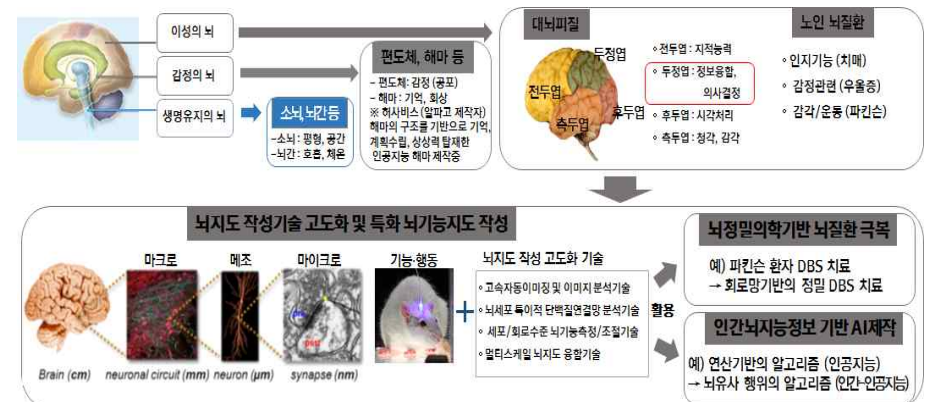 이성의 뇌
감정의 뇌
생명유지의 뇌
소뇌, 뇌간 등
-소뇌 : 평형, 공간
-뇌간 : 호흡, 체온
편도체, 해마 등
- 편도체 : 감정 (공포)
- 해마 : 기억, 회상
※ 허사비스 (알파고 제작자)
해마의 구조를 기반으로 기억,
계획수립, 상상력 탑재한
인공지능 해마 제작중
대뇌피질
두정엽
전두엽
후두엽
측두엽
전두엽 : 지적능력
두정엽 : 정보융합,
의사결정
후두엽 : 시각처리
측두엽 : 청각, 감각
노인 뇌질환
인지기능 (치매)
감정관련 (우울증)
감각/운동 (파킨슨)
뇌지도 작성기술 고도화 및 특화 뇌기능지도 작성
마크로
메조
마이크로
기능·행동
Brain (cm)
neuronal circuit (mm)
neuron (μm)
synapse (nm)
pre
psd
+
뇌지도 작성 고도화 기술
고속자동이미징 및 이미지 분석기술
뇌세포 특이적 단백질연결망 분석기술
세포/회로수준 뇌기능측정/조절기술
멀티스케일 뇌지도 융합기술
활용
뇌정밀의학기반 뇌질환 극복
예) 파킨슨 환자 DBS 치료
→ 회로망기반의 정밀 DBS 치료
인간뇌지능정보 기반 AI제작
예) 연산기반의 알고리즘 (인공지능)
→ 뇌유사 행위의 알고리즘 (인간-인공지능)